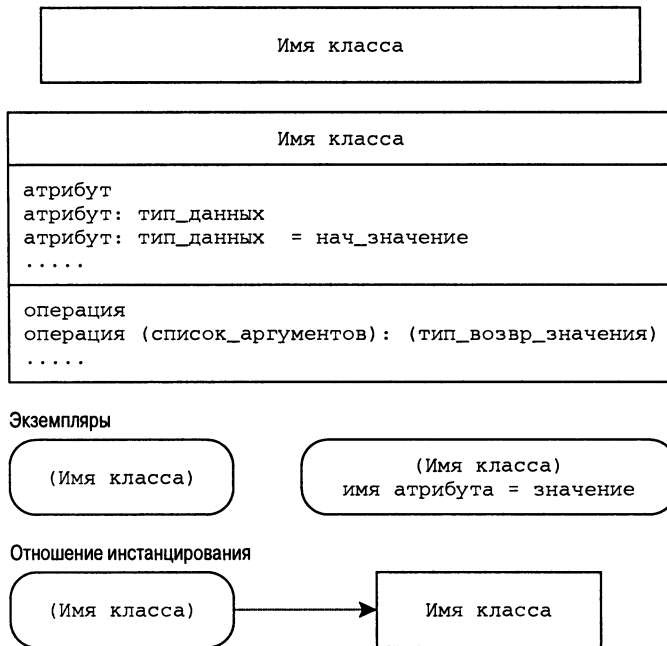 Имя класса
Имя класса
атрибут
атрибут: тип_данных
атрибут: тип_данных = нач_значение
.....
операция
операция (список_аргументов): (тип_возвр_значения)
.....
Экземпляры
(Имя класса)
(Имя класса)
имя атрибута = значение
Отношение инстанцирования
(Имя класса)
Имя класса